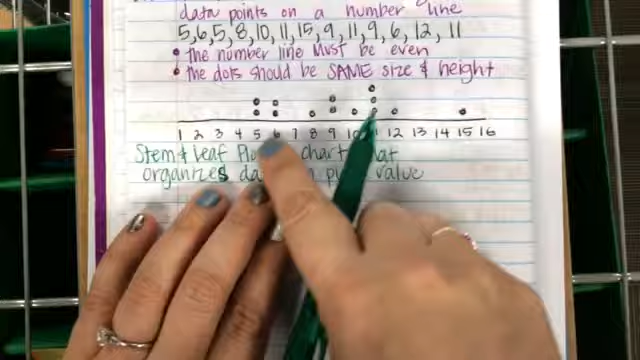 data points on a number line
5,6,5,8,10,11,15,9,11,9,6,12,11
• the number line Must be even
• the dots should be SAME size & height
1 2 3 4 5 6 7 8 9 10 11 12 13 14 15 16
Stem & Leaf chart
organizes value